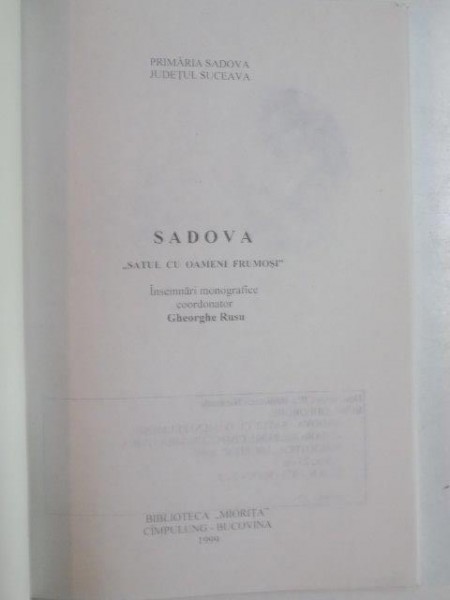 PRIMĂRIA SADOVA
JUDEȚUL SUCEAVA
SADOVA
„SATUL CU OAMENI FRUMOȘI”
Însemnări monografice
coordonator
Gheorghe Rusu
BIBLIOTECA „MIORIȚA”
CÎMPULUNG - BUCOVINA
1999